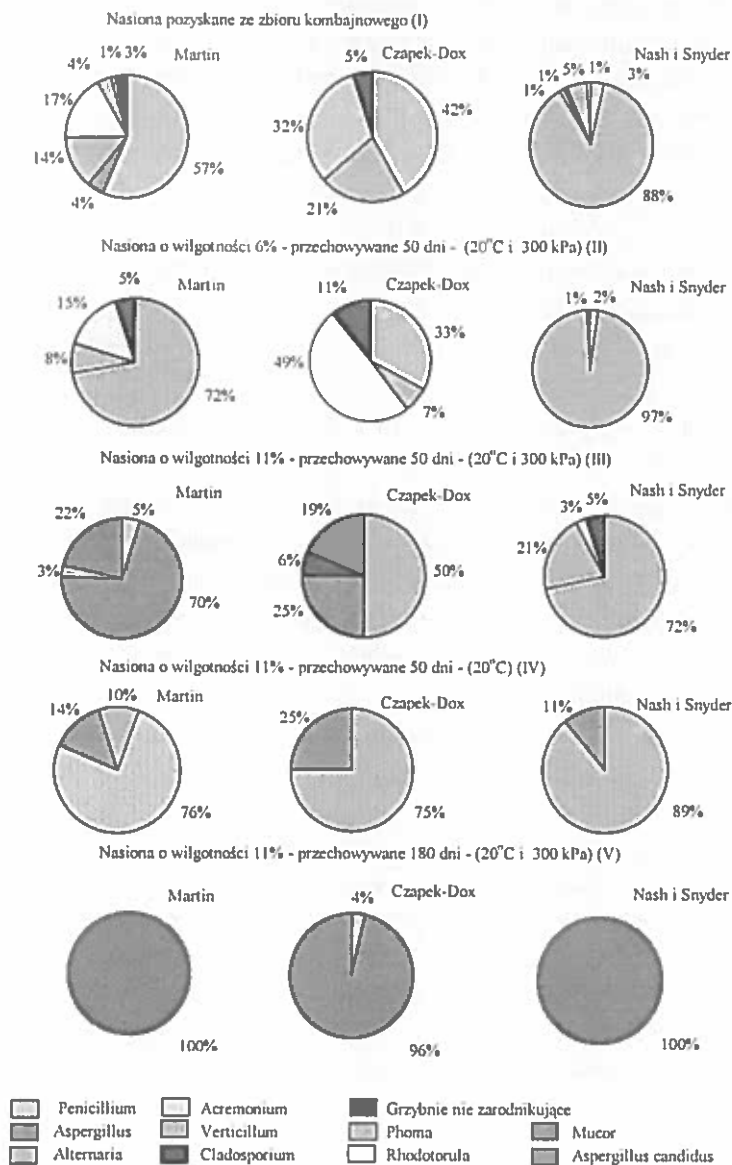 Nasiona pozyskane ze zbioru kombajnowego (I)
Martin
Czapek-Dox
Nash i Snyder
4%
1%
3%
17%
14%
4%
57%
5%
32%
42%
21%
1%
1%
5%
1%
3%
88%
Nasiona o wilgotności 6% - przechowywane 50 dni - (20°C i 300 kPa) (II)
Martin
Czapek-Dox
Nash i Snyder
5%
15%
8%
72%
11%
33%
49%
7%
1%
2%
97%
Nasiona o wilgotności 11% - przechowywane 50 dni - (20°C i 300 kPa) (III)
Martin
Czapek-Dox
Nash i Snyder
22%
5%
3%
70%
19%
6%
50%
25%
3%
5%
21%
72%
Nasiona o wilgotności 11% - przechowywane 50 dni - (20°C) (IV)
Martin
Czapek-Dox
Nash i Snyder
14%
10%
76%
25%
75%
11%
89%
Nasiona o wilgotności 11% - przechowywane 180 dni - (20°C i 300 kPa) (V)
Martin
Czapek-Dox
Nash i Snyder
100%
4%
96%
100%
Penicillium
Acremonium
Grzybnie nie zarodnikujące
Aspergillus
Verticillum
Phoma
Mucor
Alternaria
Cladosporium
Rhodotorula
Aspergillus candidus